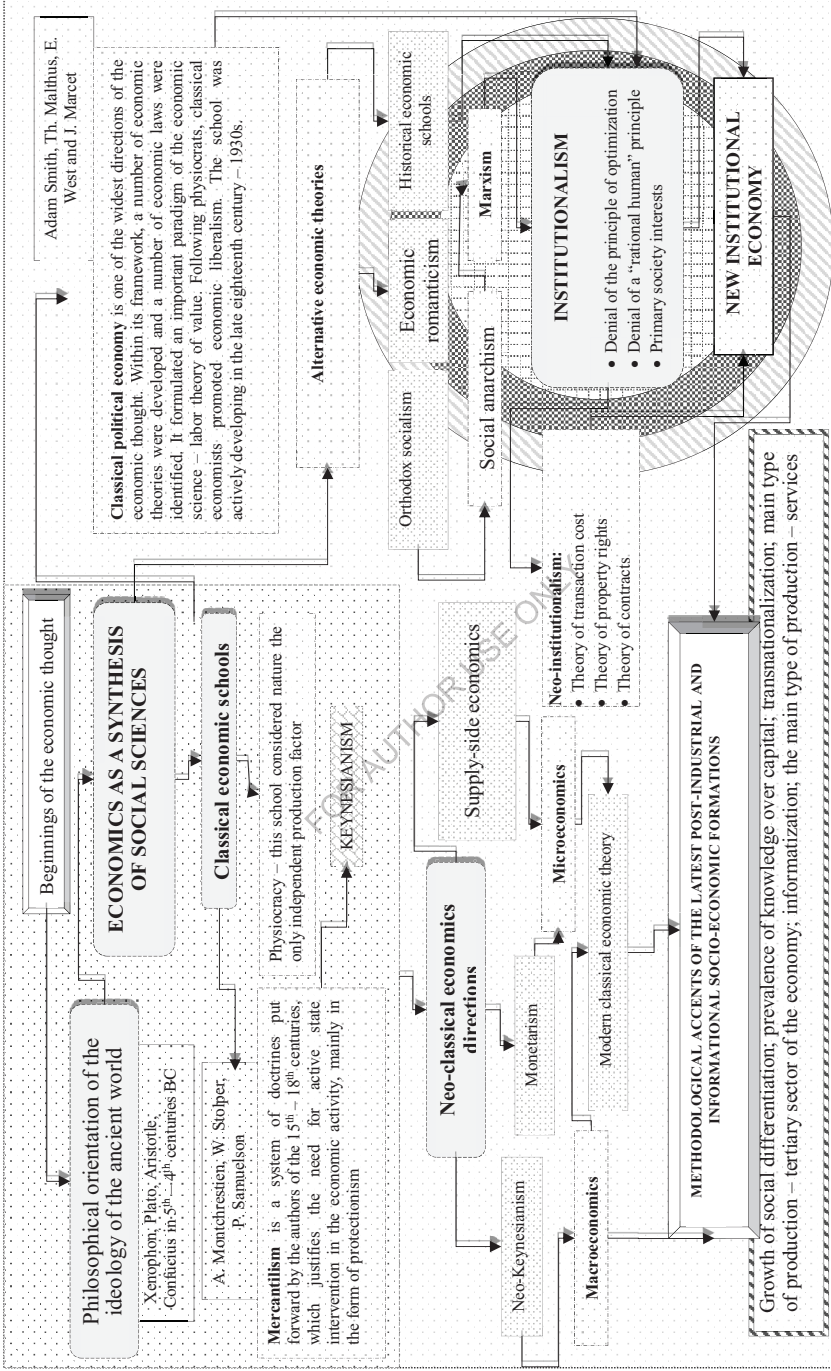 Beginnings of the economic thought
Philosophical orientation of the
ideology of the ancient world
Xenophon, Plato, Aristotle,
Confucius in 5th – 4th centuries BC
ECONOMICS AS A SYNTHESIS
OF SOCIAL SCIENCES
Classical economic schools
A. Montchrestien, W. Stolper,
P. Samuelson
Physiocracy – this school considered nature the
only independent production factor
Mercantilism is a system of doctrines put
forward by the authors of the 15th – 18th centuries,
which justifies the need for active state
intervention in the economic activity, mainly in
the form of protectionism
KEYNESIANISM
Adam Smith, Th. Malthus, E.
West and J. Marcet
Classical political economy is one of the widest directions of the
economic thought. Within its framework, a number of economic
theories were developed and a number of economic laws were
identified. It formulated an important paradigm of the economic
science – labor theory of value. Following physiocrats, classical
economists promoted economic liberalism. The school was
actively developing in the late eighteenth century – 1930s.
Alternative economic theories
Orthodox socialism
Economic
romanticism
Historical economic
schools
Social anarchism
Marxism
INSTITUTIONALISM
• Denial of the principle of optimization
• Denial of a “rational human” principle
• Primary society interests
NEW INSTITUTIONAL
ECONOMY
Neo-institutionalism:
• Theory of transaction cost
• Theory of property rights
• Theory of contracts
Neo-classical economics
directions
Supply-side economics
Monetarism
Neo-Keynesianism
Microeconomics
Macroeconomics
Modern classical economic theory
METHODOLOGICAL ACCENTS OF THE LATEST POST-INDUSTRIAL AND
INFORMATIONAL SOCIO-ECONOMIC FORMATIONS
Growth of social differentiation; prevalence of knowledge over capital; transnationalization; main type
of production – tertiary sector of the economy; informatization; the main type of production – services
FOR AUTHOR USE ONLY